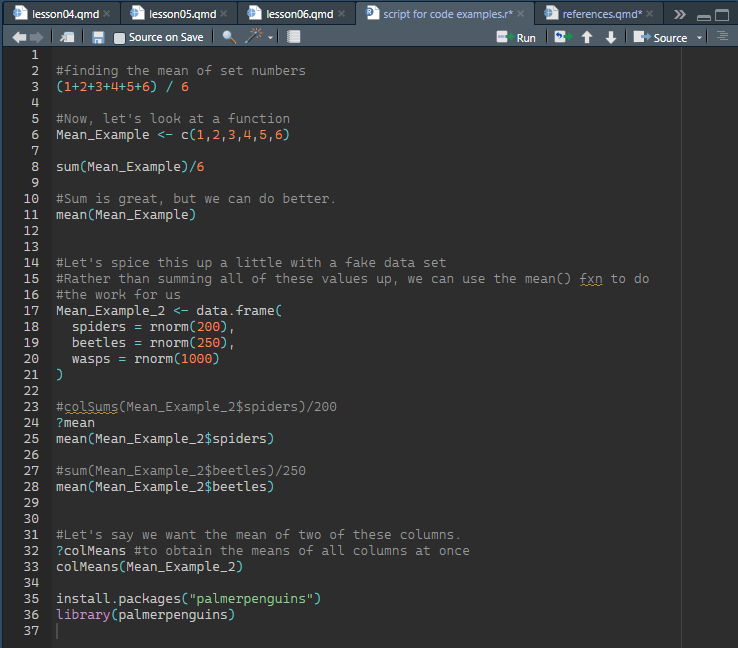 lesson04.qmd × lesson05.qmd × lesson06.qmd × script for code examples.r* × references.qmd* ×
Source on Save Run Source
1
2 #finding the mean of set numbers
3 (1+2+3+4+5+6) / 6
4
5 #Now, let's look at a function
6 Mean_Example <- c(1,2,3,4,5,6)
7
8 sum(Mean_Example)/6
9
10 #Sum is great, but we can do better.
11 mean(Mean_Example)
12
13
14 #Let's spice this up a little with a fake data set
15 #Rather than summing all of these values up, we can use the mean() fxn to do
16 #the work for us
17 Mean_Example_2 <- data.frame(
18 spiders = rnorm(200),
19 beetles = rnorm(250),
20 wasps = rnorm(1000)
21 )
22
23 #colSums(Mean_Example_2$spiders)/200
24 ?mean
25 mean(Mean_Example_2$spiders)
26
27 #sum(Mean_Example_2$beetles)/250
28 mean(Mean_Example_2$beetles)
29
30
31 #Let's say we want the mean of two of these columns.
32 ?colMeans #to obtain the means of all columns at once
33 colMeans(Mean_Example_2)
34
35 install.packages("palmerpenguins")
36 library(palmerpenguins)
37